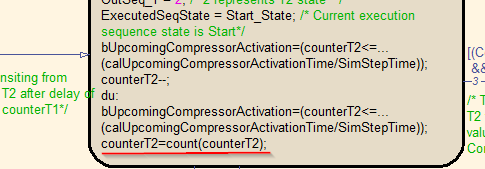 OutSeq_T = 2; /* 2 represents T2 state */
ExecutedSeqState = Start_State; /* Current execution
sequence state is Start*/
bUpcomingCompressorActivation=(counterT2<=...
(calUpcomingCompressorActivationTime/SimStepTime));
counterT2--;
du:
bUpcomingCompressorActivation=(counterT2<=...
(calUpcomingCompressorActivationTime/SimStepTime));
counterT2=count(counterT2);
nsiting from
T2 after delay of
counterT1*/
[(C
&&
3
/* T
T2
valu
Co